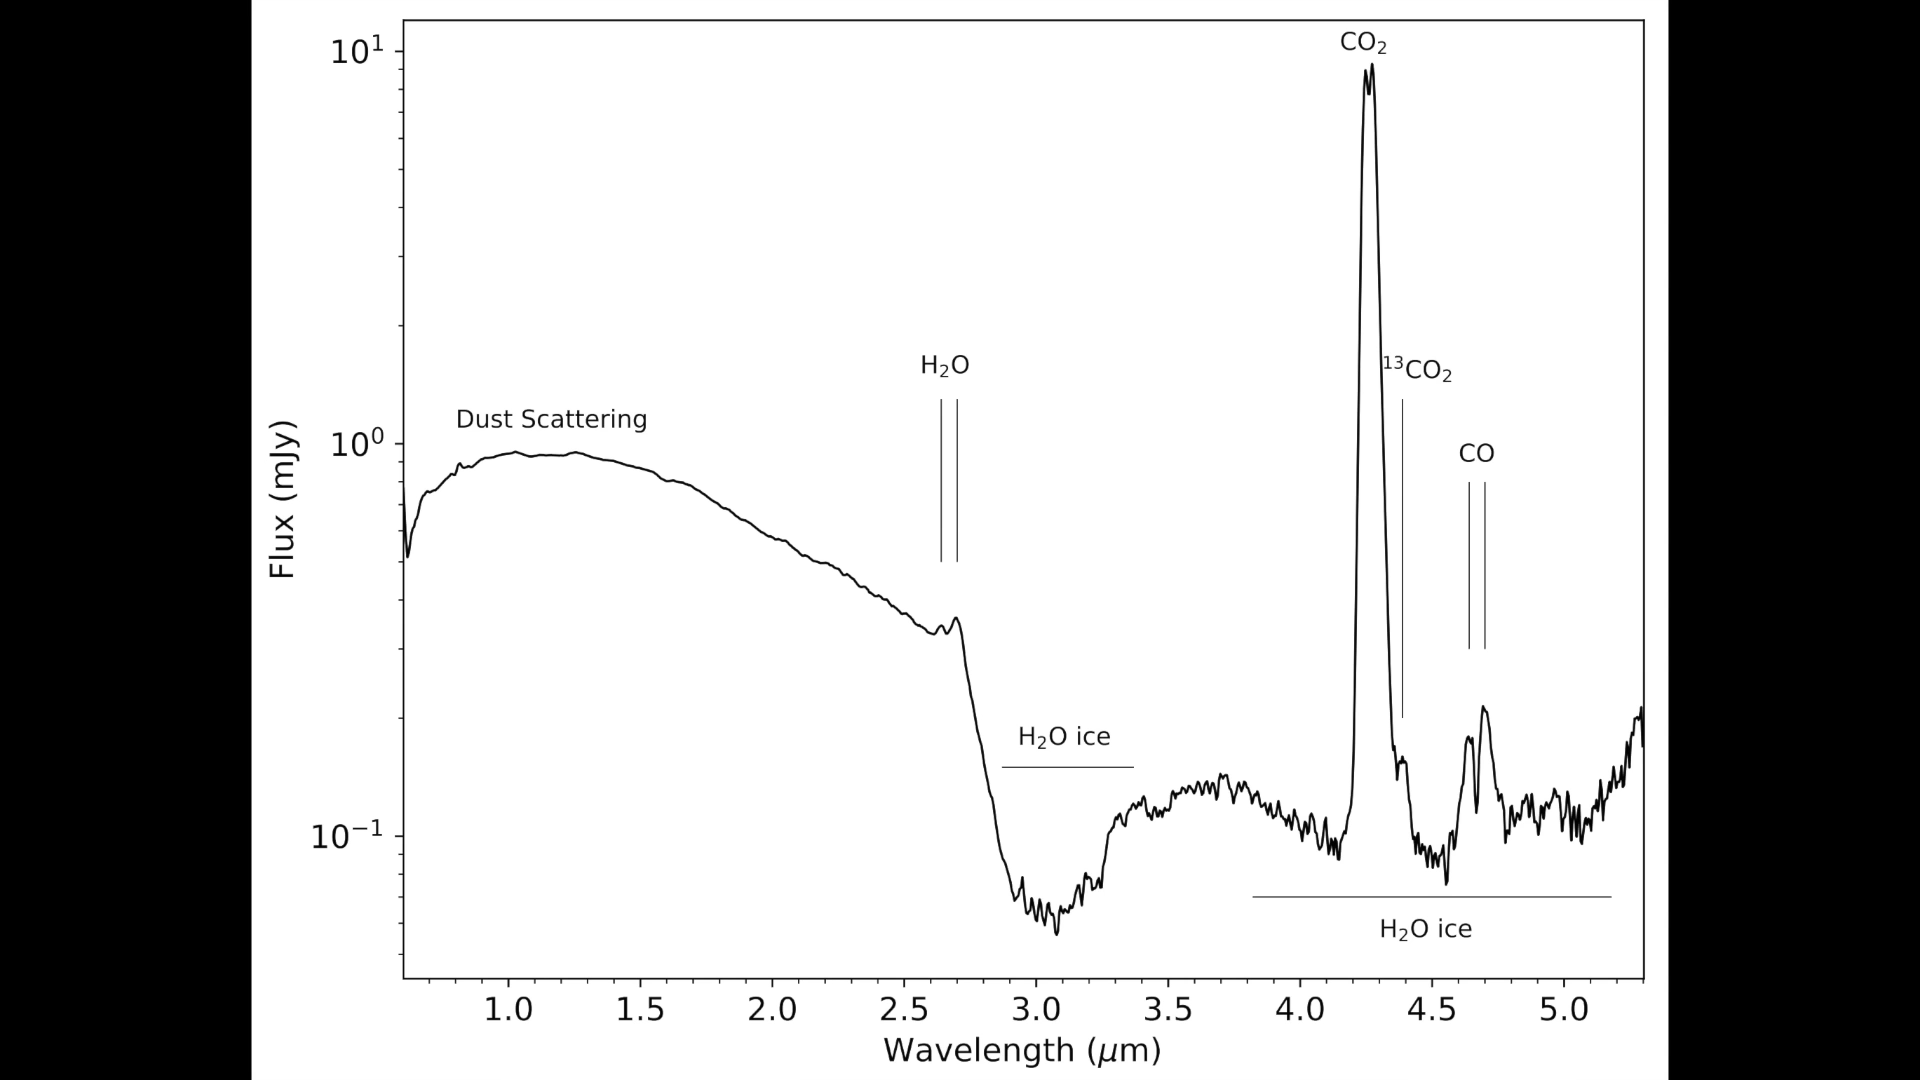 CO₂
10¹
H₂O
¹³CO₂
Dust Scattering
10⁰
CO
Flux (mJy)
H₂O ice
10⁻¹
H₂O ice
1.0 1.5 2.0 2.5 3.0 3.5 4.0 4.5 5.0
Wavelength (μm)